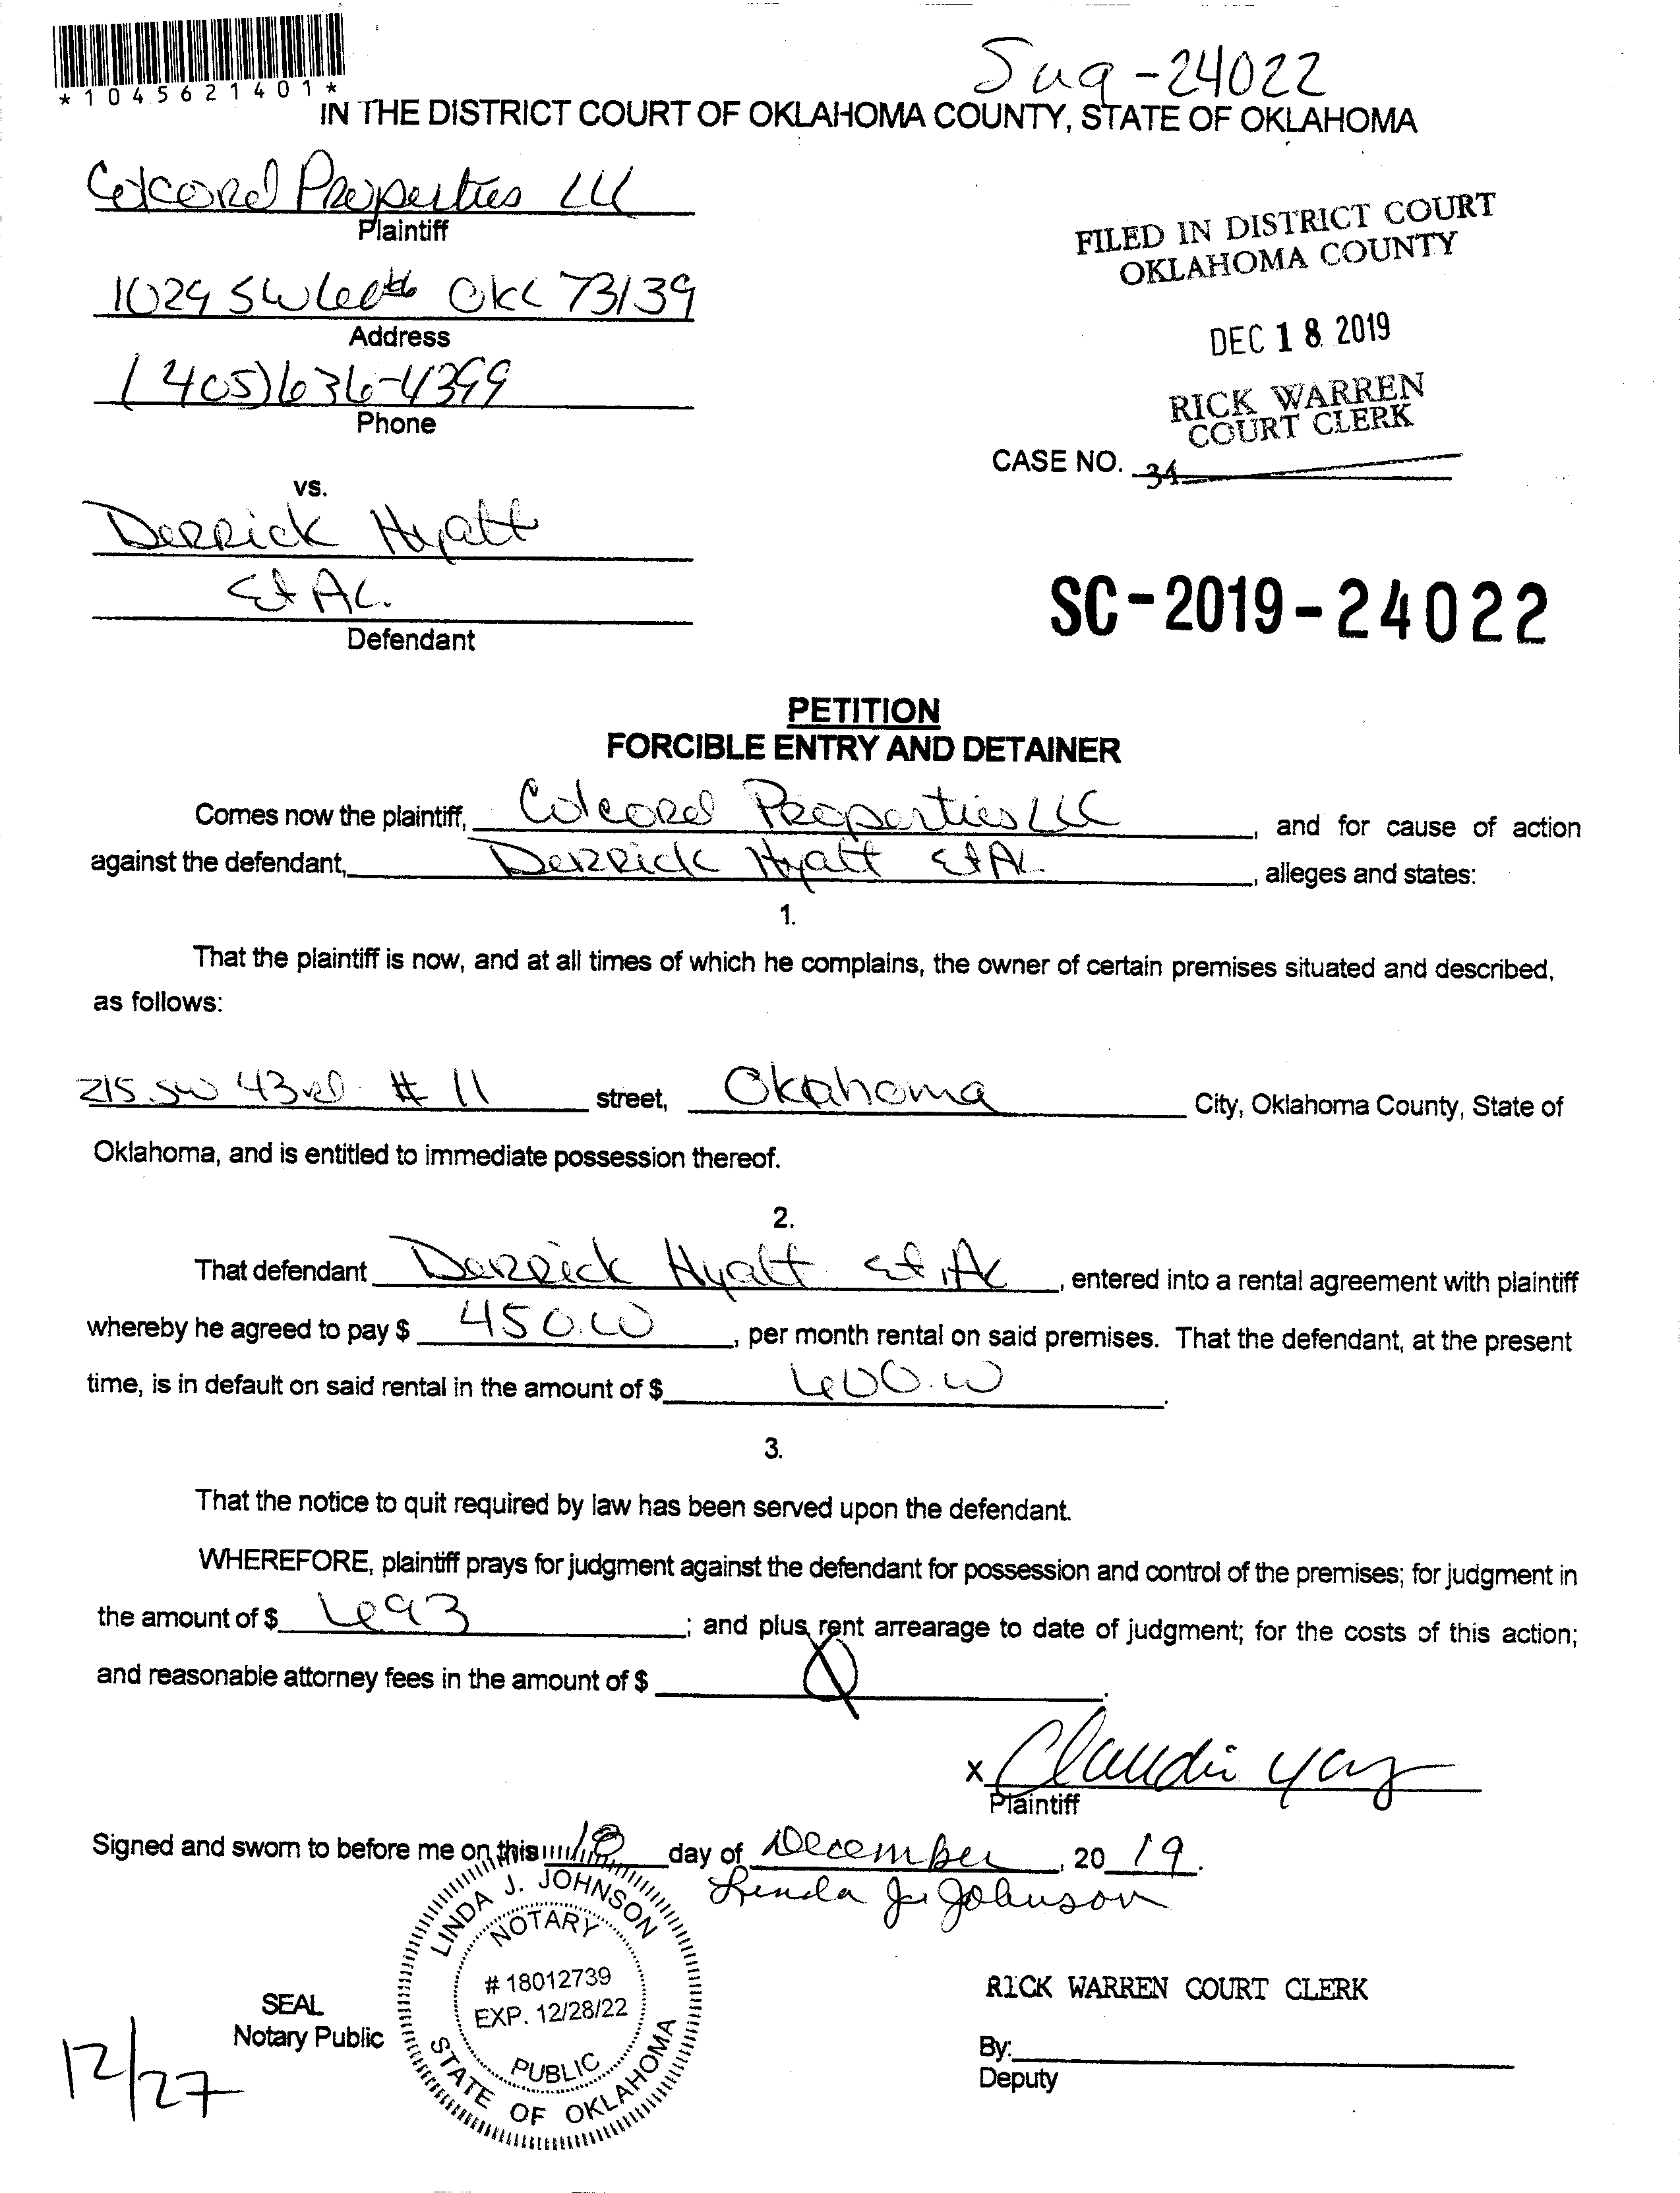 *1045621401*
-24022
IN THE DISTRICT COURT OF OKLAHOMA COUNTY, STATE OF OKLAHOMA
Colcord Properties LLC
Plaintiff
1029 SW 66th OKC 73139
Address
(405)636-4399
Phone
FILED IN DISTRICT COURT
OKLAHOMA COUNTY
DEC 18 2019
RICK WARREN
COURT CLERK
CASE NO. 34
vs.
Derrick Hyatt
Et Al.
Defendant
SC-2019-24022
PETITION
FORCIBLE ENTRY AND DETAINER
Comes now the plaintiff, Colcord Properties LLC, and for cause of action
against the defendant, Derrick Hyatt Et Al, alleges and states:
1.
That the plaintiff is now, and at all times of which he complains, the owner of certain premises situated and described,
as follows:
215 SW 43rd # 11 street, Oklahoma City, Oklahoma County, State of
Oklahoma, and is entitled to immediate possession thereof.
2.
That defendant Derrick Hyatt et Al, entered into a rental agreement with plaintiff
whereby he agreed to pay $ 450.00, per month rental on said premises. That the defendant, at the present
time, is in default on said rental in the amount of $ 600.00.
3.
That the notice to quit required by law has been served upon the defendant.
WHEREFORE, plaintiff prays for judgment against the defendant for possession and control of the premises; for judgment in
the amount of $ 693; and plus rent arrearage to date of judgment; for the costs of this action;
and reasonable attorney fees in the amount of $
x Claudia
Plaintiff
Signed and sworn to before me on this 18 day of December, 2019.
Linda J. Johnson
LINDA J. JOHNSON
NOTARY
# 18012739
EXP. 12/28/22
PUBLIC
STATE OF OKLAHOMA
SEAL
Notary Public
12/27
RICK WARREN COURT CLERK
By:
Deputy